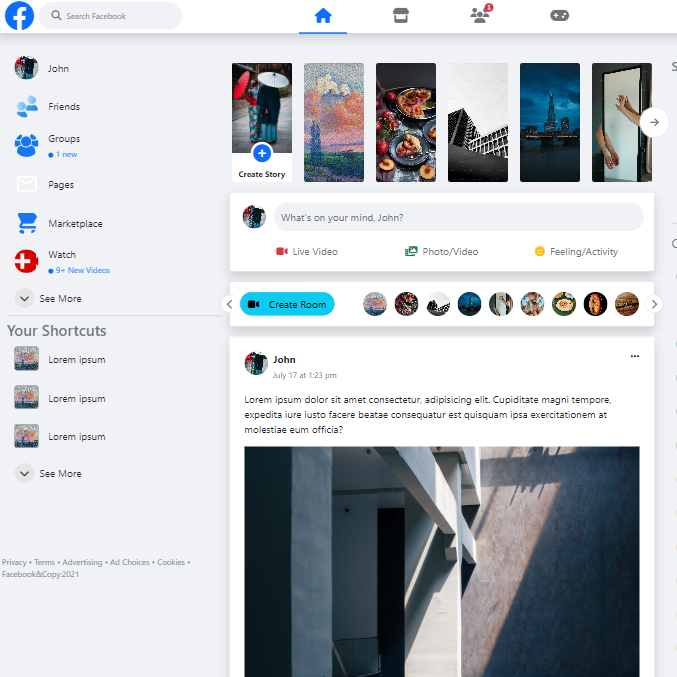 Search Facebook
1
John
Friends
Groups
1 new
Pages
Marketplace
Watch
9+ New Videos
See More
Your Shortcuts
Lorem ipsum
Lorem ipsum
Lorem ipsum
See More
Privacy • Terms • Advertising • Ad Choices • Cookies •
Facebook&Copy:2021
Create Story
What's on your mind, John?
Live Video
Photo/Video
Feeling/Activity
Create Room
John
July 17 at 1:23 pm
Lorem ipsum dolor sit amet consectetur, adipisicing elit. Cupiditate magni tempore,
expedita iure iusto facere beatae consequatur est quisquam ipsa exercitationem at
molestiae eum officia?
S